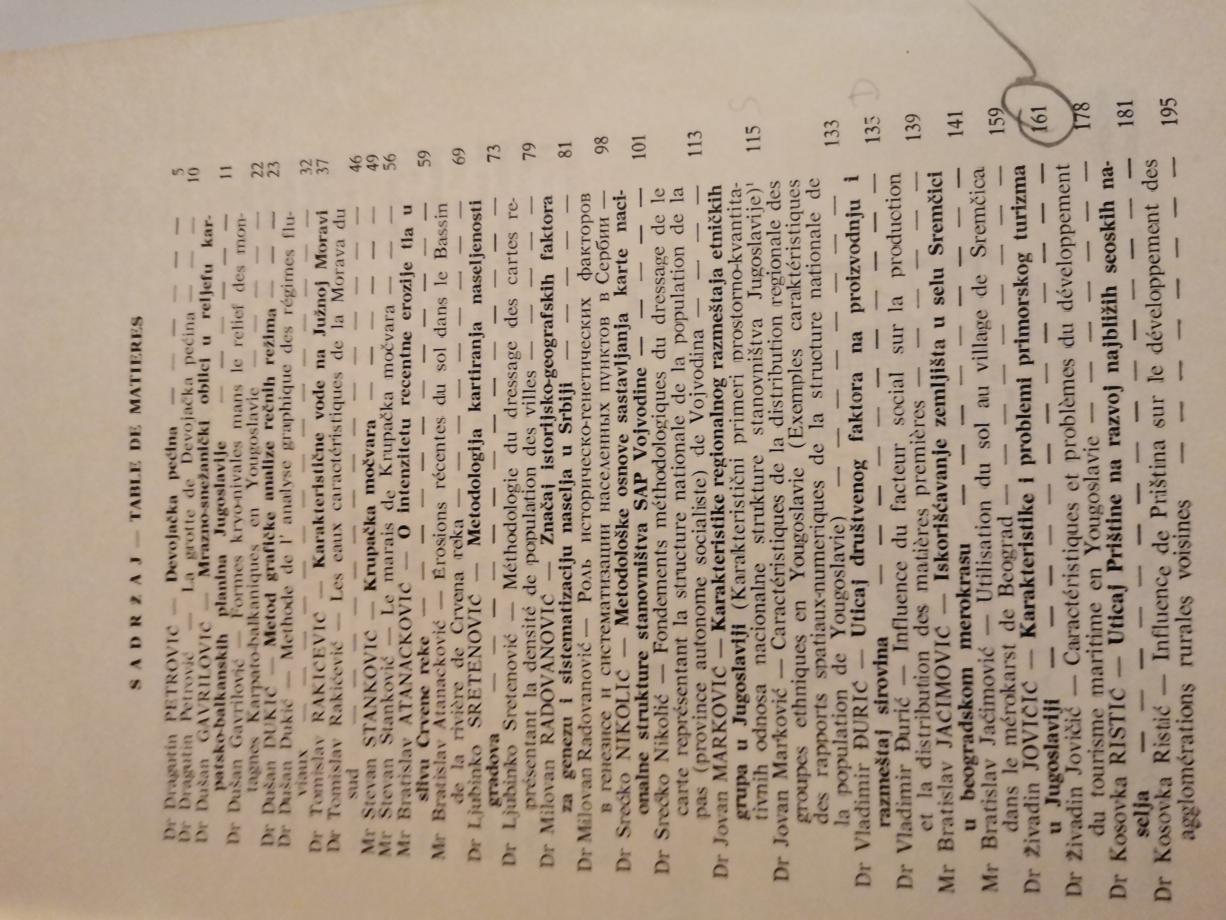 SADRŽAJ — TABLE DE MATIERES
Dr Dragutin PETROVIĆ — Devojačka pećina — — — — — 5
Dr Dragutin Petrović — La grotte de Devojačka pećina — — — 10
Dr Dušan GAVRILOVIĆ — Mrazno-snežanički oblici u reljefu kar-
patsko-balkanskih planina Jugoslavije — — — — 11
Dr Dušan Gavrilović — Formes kryo-nivales mans le relief des mon-
tagnes Karpato-balkaniques en Yougoslavie — — — — 22
Dr Dušan DUKIĆ — Metod grafičke analize rečnih režima — — — 23
Dr Dušan Dukić — Methode de l' analyse graphique des régimes flu-
viaux — — — — — — — — 32
Dr Tomislav RAKIĆEVIĆ — Karakteristične vode na Južnoj Moravi 37
Dr Tomislav Rakićević — Les eaux caractéristiques de la Morava du
sud — — — — — — — — 46
Mr Stevan STANKOVIĆ — Krupačka močvara — — — — 49
Mr Stevan Stanković — Le marais de Krupačka močvara — — — 56
Mr Bratislav ATANACKOVIĆ — O intenzitetu recentne erozije tla u
slivu Crvene reke — — — — — — — 59
Mr Bratislav Atanacković — Érosions récentes du sol dans le Bassin
de la rivière de Crvena reka — — — — — — 69
Dr Ljubinko SRETENOVIĆ — Metodologija kartiranja naseljenosti
gradova — — — — — — — — 73
Dr Ljubinko Sretenović — Méthodologie du dressage des cartes re-
présentant la densité de population des villes — — — — 79
Dr Milovan RADOVANOVIĆ — Značaj istorijsko-geografskih faktora
za genezu i sistematizaciju naselja u Srbiji — — — — 81
Dr Milovan Radovanović — Роль исторического-генетических факторов
в генезисе и систематизации населенных пунктов в Сербии — 98
Dr Srećko NIKOLIĆ — Metodološke osnove sastavljanja karte naci-
onalne strukture stanovništva SAP Vojvodine — — — — 101
Dr Srećko Nikolić — Fondements méthodologiques du dressage de le
carte représentant la structure nationale de la population de la
pas (province autonome socialiste) de Vojvodina — — — — 113
Dr Jovan MARKOVIĆ — Karakteristike regionalnog razmeštaja etničkih
grupa u Jugoslaviji (Karakteristični primeri prostorno-kvantita-
tivnih odnosa nacionalne strukture stanovništva Jugoslavije) 115 S
Dr Jovan Marković — Caractéristiques de la distribution regionale des
groupes ethniques en Yougoslavie (Exemples caraktéristiques
des rapports spatiaux-numeriques de la structure nationale de
la population de Yougoslavie) — — — — — — 133
Dr Vladimir ĐURIĆ — Uticaj društvenog faktora na proizvodnju i
razmeštaj sirovina — — — — — — — 135 D
Dr Vladimir Đurić — Influence du facteur social sur la production
et la distribution des matières premières — — — — 139
Mr Bratislav JAĆIMOVIĆ — Iskorišćavanje zemljišta u selu Sremčici
u beogradskom merokrasu — — — — — — 141
Mr Bratislav Jaćimović — Utilisation du sol au village de Sremčica
dans le mérokarst de Beograd — — — — — — 159
Dr Živadin JOVIČIĆ — Karakteristike i problemi primorskog turizma
u Jugoslaviji — — — — — — — — 161
Dr Živadin Jovičić — Caractéristiques et problèmes du développement
du tourisme maritime en Yougoslavie — — — — — 178
Dr Kosovka RISTIĆ — Uticaj Prištine na razvoj najbližih seoskih na-
selja — — — — — — — — — 181
Dr Kosovka Ristić — Influence de Priština sur le développement des
agglomérations rurales voisines — — — — — — 195